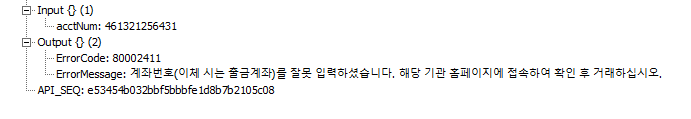 Input {} (1)
acctNum: 461321256431
Output {} (2)
ErrorCode: 80002411
ErrorMessage: 계좌번호(이체 시는 출금계좌)를 잘못 입력하셨습니다. 해당 기관 홈페이지에 접속하여 확인 후 거래하십시오.
API_SEQ: e53454b032bbf5bbbfe1d8b7b2105c08